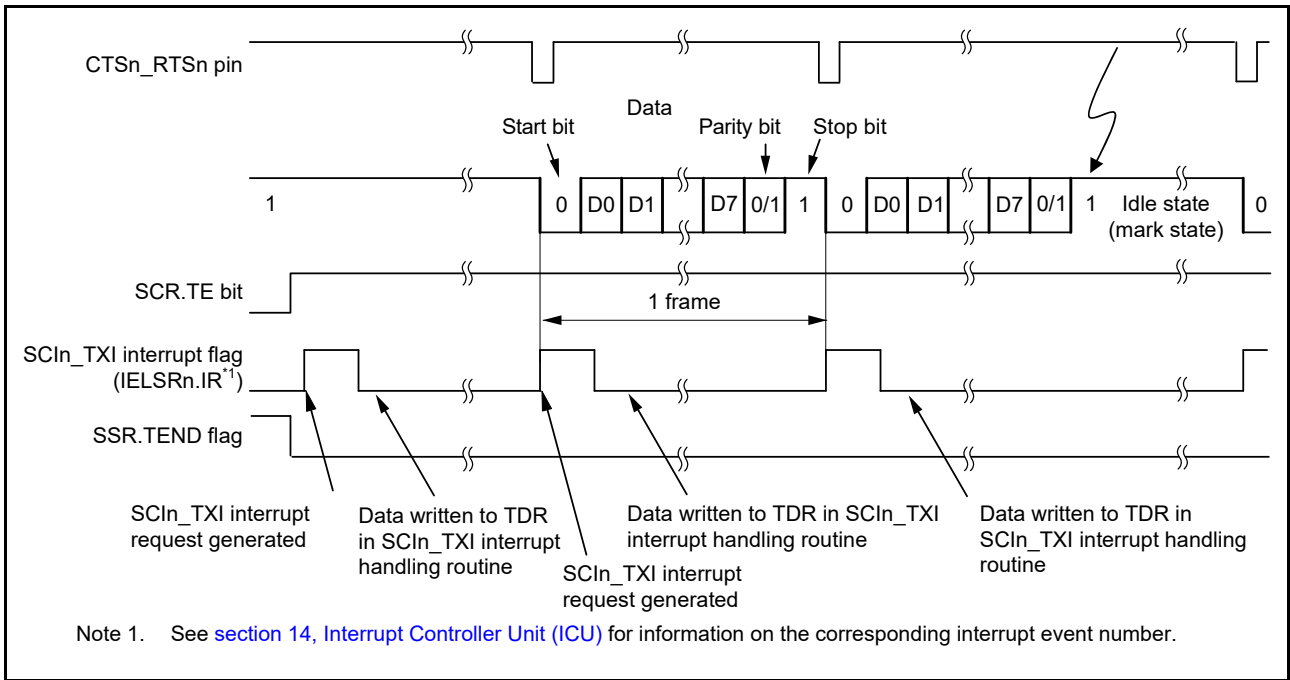 CTSn_RTSn pin
Data
Start bit
Parity bit
Stop bit
1
0 D0 D1 D7 0/1 1 0 D0 D1 D7 0/1 1 Idle state
(mark state)
0
SCR.TE bit
1 frame
SCIn_TXI interrupt flag
(IELSRn.IR*1)
SSR.TEND flag
SCIn_TXI interrupt
request generated
Data written to TDR
in SCIn_TXI interrupt
handling routine
SCIn_TXI interrupt
request generated
Data written to TDR in SCIn_TXI
interrupt handling routine
Data written to TDR in
SCIn_TXI interrupt handling
routine
Note 1. See section 14, Interrupt Controller Unit (ICU) for information on the corresponding interrupt event number.